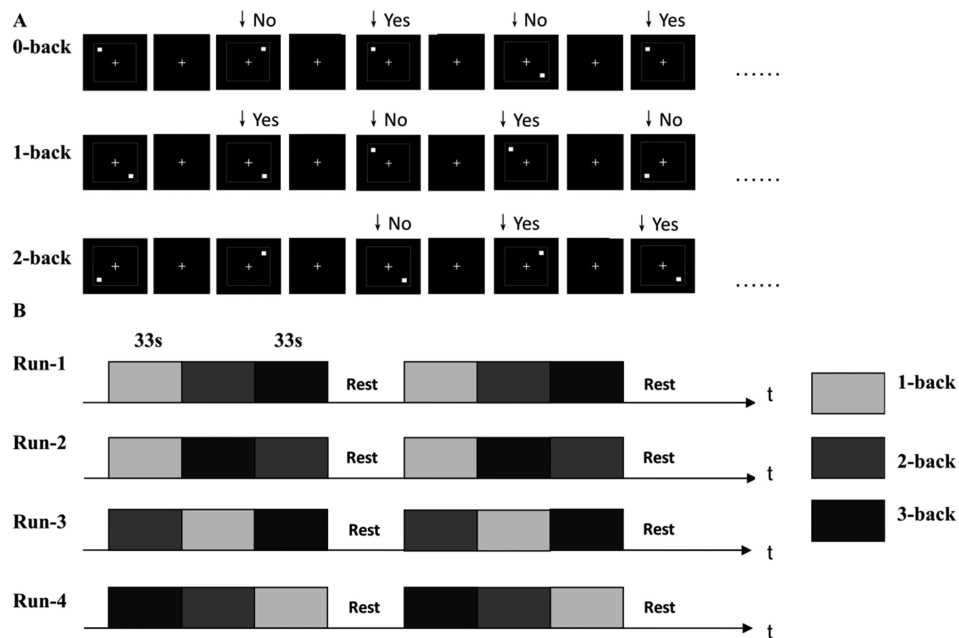 A
↓ No ↓ Yes ↓ No ↓ Yes
0-back
......
↓ Yes ↓ No ↓ Yes ↓ No
1-back
......
↓ No ↓ Yes ↓ Yes
2-back
......
B
33s 33s
Run-1
Rest Rest t
Run-2
Rest Rest t
Run-3
Rest Rest t
Run-4
Rest Rest t
1-back
2-back
3-back